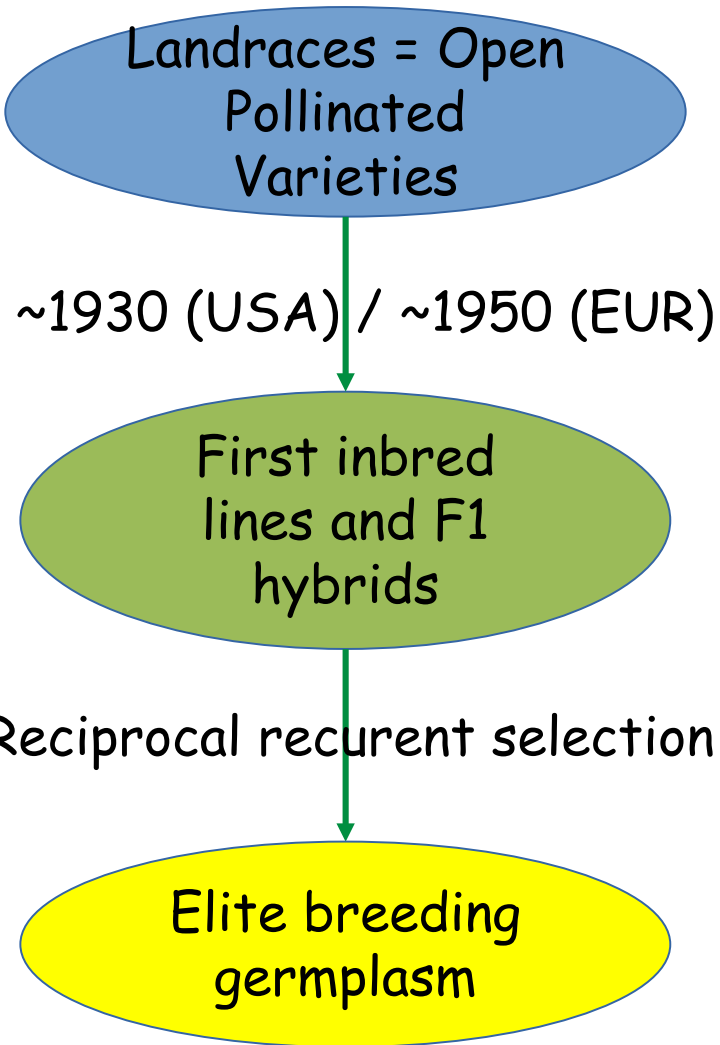 Landraces = Open
Pollinated
Varieties
~1930 (USA) / ~1950 (EUR)
First inbred
lines and F1
hybrids
Reciprocal recurent selection
Elite breeding
germplasm